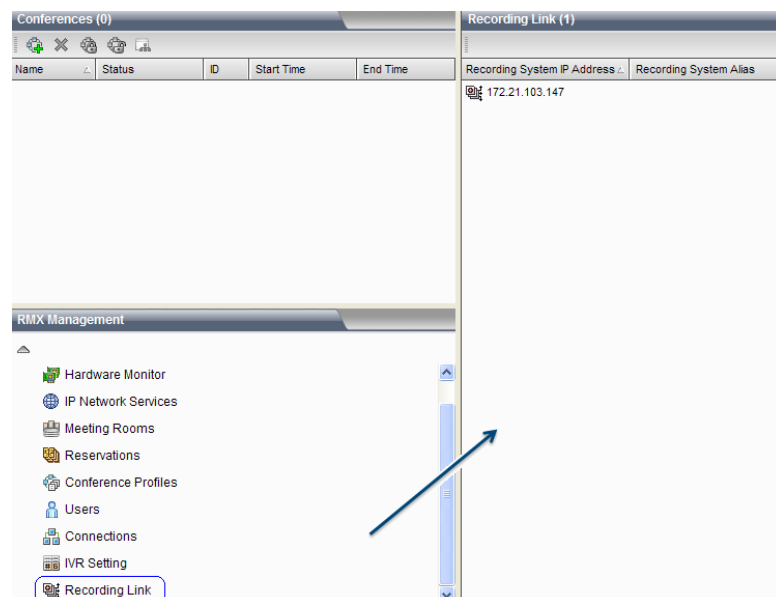 Conferences (0)
Name Status ID Start Time End Time
RMX Management
Hardware Monitor
IP Network Services
Meeting Rooms
Reservations
Conference Profiles
Users
Connections
IVR Setting
Recording Link
Recording Link (1)
Recording System IP Address Recording System Alias
172.21.103.147